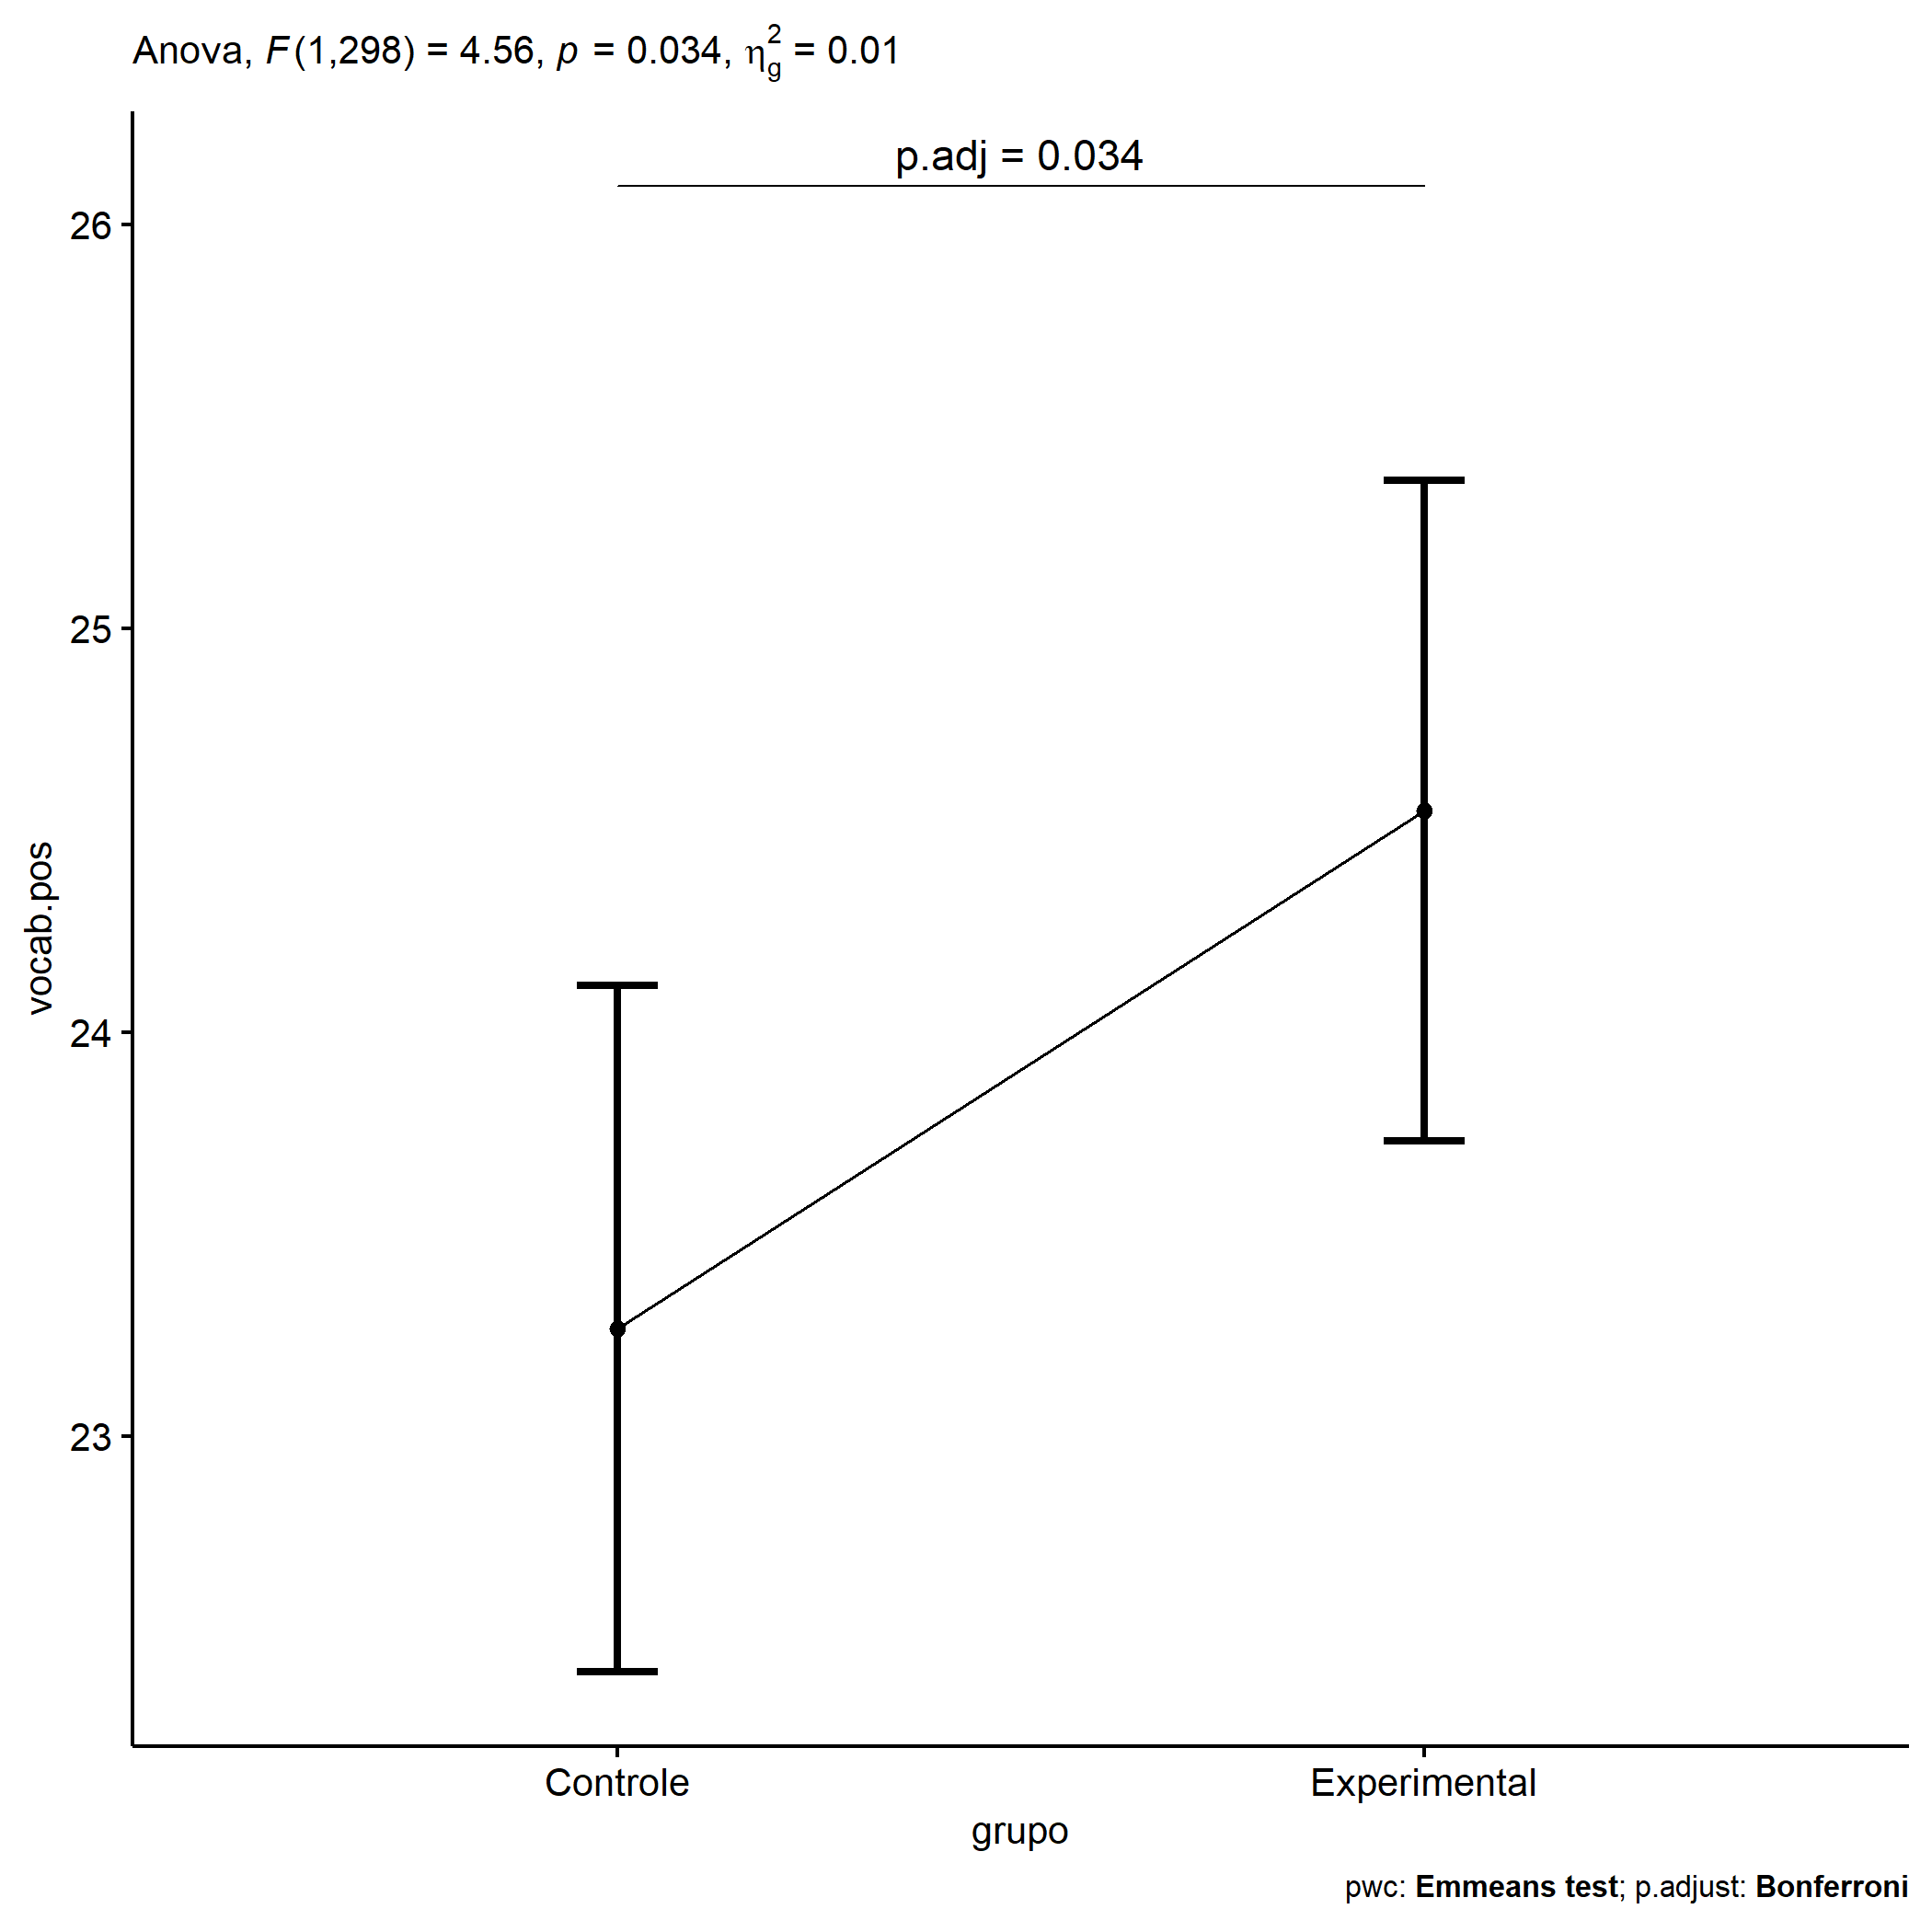 Anova, F(1,298) = 4.56, p = 0.034, η²g = 0.01
p.adj = 0.034
26
25
24
23
vocab.pos
Controle Experimental
grupo
pwc: Emmeans test; p.adjust: Bonferroni